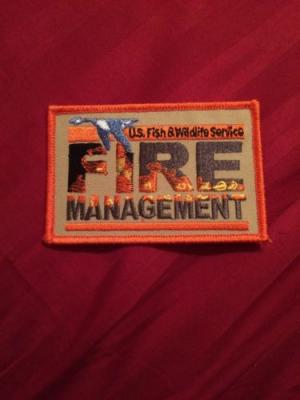 U.S. Fish & Wildlife Service
FIRE
MANAGEMENT